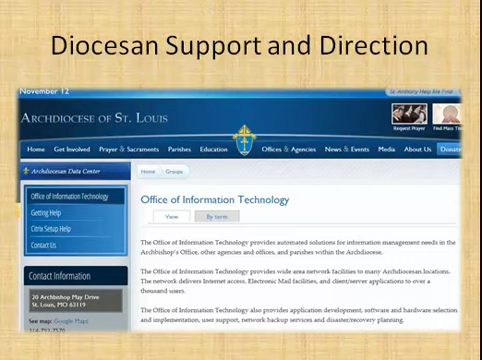 Diocesan Support and Direction
November 12
St. Anthony Help Me Find
ARCHDIOCESE OF ST. LOUIS
Request Prayer
Find Mass
Home Get Involved Prayer & Sacraments Parishes Education Offices & Agencies News & Events Media About Us Donate
Archdiocesan Data Center
Home Groups
Office of Information Technology
Getting Help
Citrix Setup Help
Contact Us
Contact Information
20 Archbishop May Drive
St. Louis, MO 63119
See map: Google Maps
314-792-7570
Office of Information Technology
View By term
The Office of Information Technology provides automated solutions for information management needs in the
Archbishop's Office, other agencies and offices, and parishes within the Archdiocese.
The Office of Information Technology provides wide area network facilities to many Archdiocesan locations.
The network delivers Internet access, Electronic Mail facilities, and client/server applications to over a
thousand users.
The Office of Information Technology also provides application development, software and hardware selection
and implementation, user support, network backup services and disaster/recovery planning.